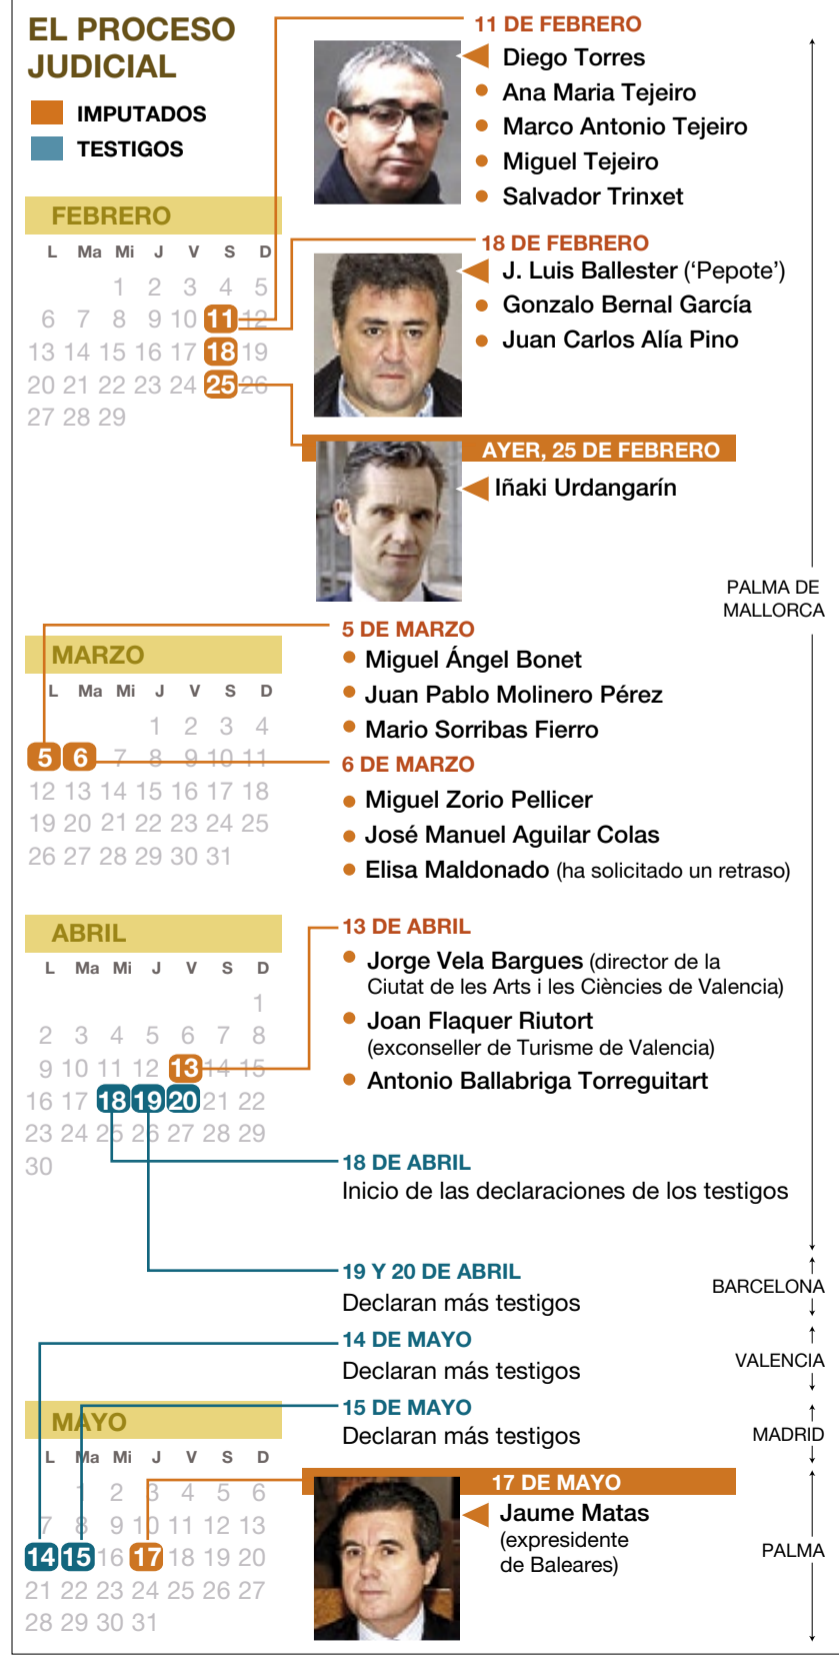 EL PROCESO
JUDICIAL
IMPUTADOS
TESTIGOS
FEBRERO
L Ma Mi J V S D
1 2 3 4 5
6 7 8 9 10 11 12
13 14 15 16 17 18 19
20 21 22 23 24 25 26
27 28 29
11 DE FEBRERO
Diego Torres
Ana Maria Tejeiro
Marco Antonio Tejeiro
Miguel Tejeiro
Salvador Trinxet
18 DE FEBRERO
J. Luis Ballester (‘Pepote’)
Gonzalo Bernal García
Juan Carlos Alía Pino
AYER, 25 DE FEBRERO
Iñaki Urdangarín
PALMA DE
MALLORCA
MARZO
L Ma Mi J V S D
1 2 3 4
5 6 7 8 9 10 11
12 13 14 15 16 17 18
19 20 21 22 23 24 25
26 27 28 29 30 31
5 DE MARZO
Miguel Ángel Bonet
Juan Pablo Molinero Pérez
Mario Sorribas Fierro
6 DE MARZO
Miguel Zorio Pellicer
José Manuel Aguilar Colas
Elisa Maldonado (ha solicitado un retraso)
ABRIL
L Ma Mi J V S D
1
2 3 4 5 6 7 8
9 10 11 12 13 14 15
16 17 18 19 20 21 22
23 24 25 26 27 28 29
30
13 DE ABRIL
Jorge Vela Bargues (director de la
Ciutat de les Arts i les Ciències de Valencia)
Joan Flaquer Riutort
(exconseller de Turisme de Valencia)
Antonio Ballabriga Torreguitart
18 DE ABRIL
Inicio de las declaraciones de los testigos
19 Y 20 DE ABRIL
Declaran más testigos
BARCELONA
14 DE MAYO
Declaran más testigos
VALENCIA
15 DE MAYO
Declaran más testigos
MADRID
MAYO
L Ma Mi J V S D
1 2 3 4 5 6
7 8 9 10 11 12 13
14 15 16 17 18 19 20
21 22 23 24 25 26 27
28 29 30 31
17 DE MAYO
Jaume Matas
(expresidente
de Baleares)
PALMA